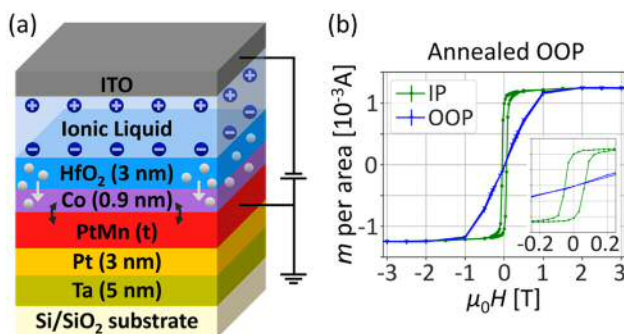 (a)
ITO
+ + + + +
Ionic Liquid
− − − − −
HfO₂ (3 nm)
Co (0.9 nm)
PtMn (t)
Pt (3 nm)
Ta (5 nm)
Si/SiO₂ substrate
(b)
Annealed OOP
m per area [10⁻³A]
IP
OOP
1
0
-1
-0.2 0 0.2
-3 -2 -1 0 1 2 3
μ₀H [T]